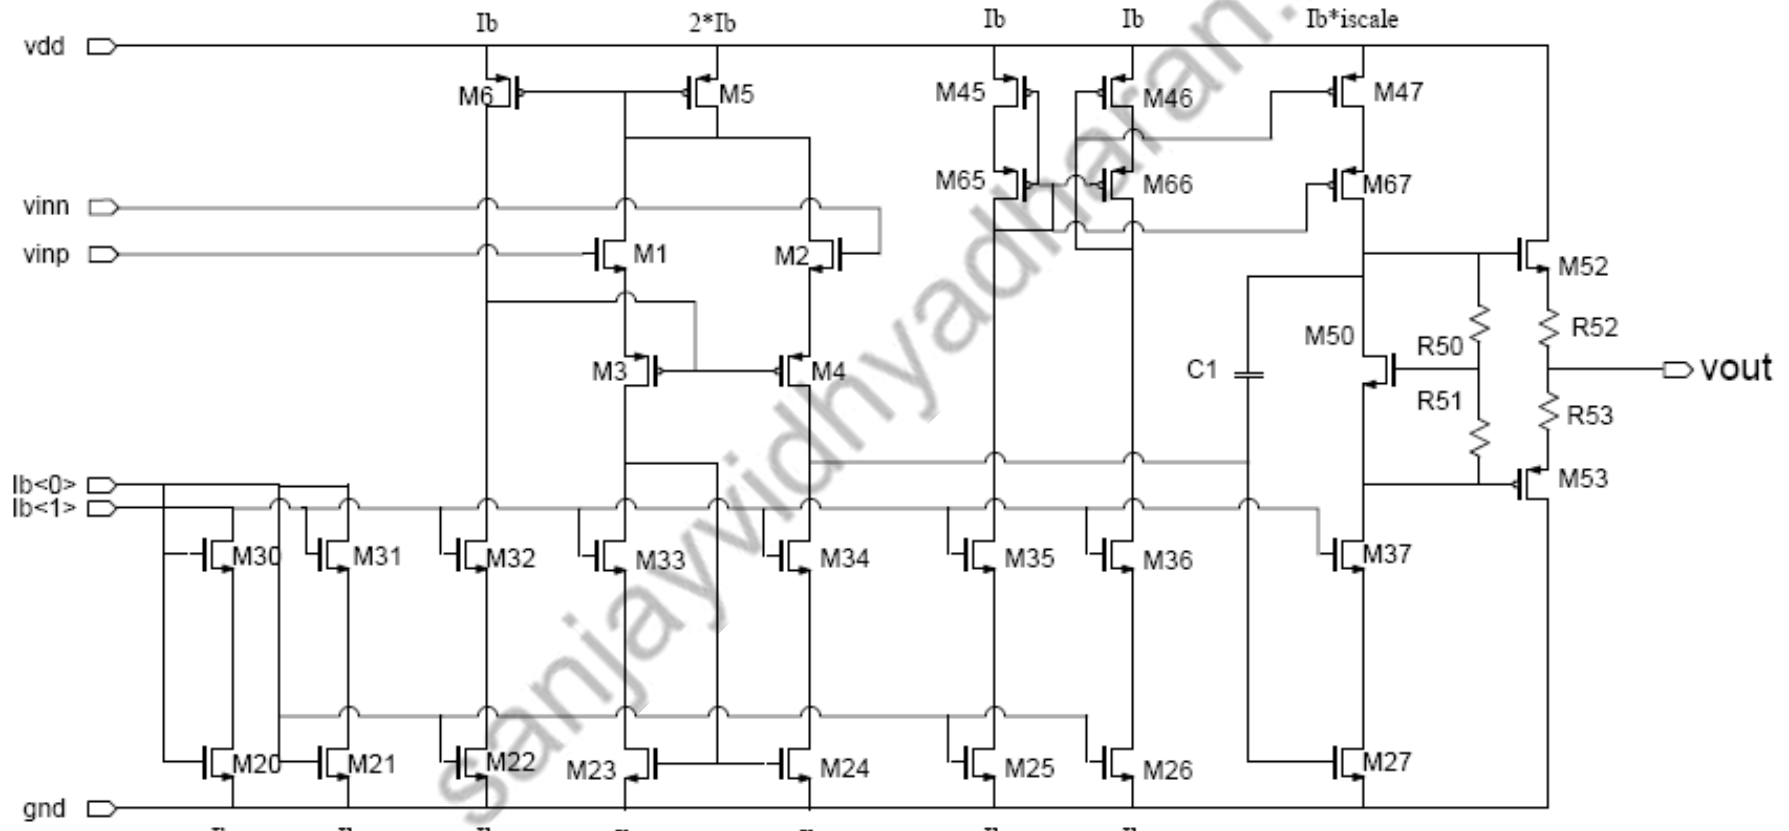 Ib 2*Ib Ib Ib Ib*iscale
vdd
M6 M5 M45 M46 M47
M65 M66 M67
vinn
vinp M1 M2 M52
M50 R50 R52
M3 M4 C1 vout
R51 R53
Ib<0> M53
Ib<1>
M30 M31 M32 M33 M34 M35 M36 M37
M20 M21 M22 M23 M24 M25 M26 M27
gnd
sanjayvidhyadharan.